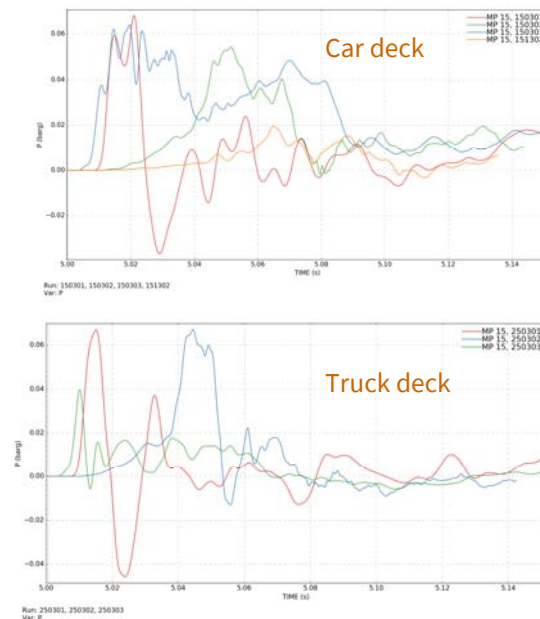 MP 15, 150301
MP 15, 150302
MP 15, 150303
MP 15, 151302
Car deck
0.06
0.04
0.02
0.00
−0.02
P (barg)
5.00 5.02 5.04 5.06 5.08 5.10 5.12 5.14
TIME (s)
Run: 150301, 150302, 150303, 151302
Var: P
MP 15, 250301
MP 15, 250302
MP 15, 250303
Truck deck
0.06
0.04
0.02
0.00
−0.02
−0.04
P (barg)
5.00 5.02 5.04 5.06 5.08 5.10 5.12 5.14
TIME (s)
Run: 250301, 250302, 250303